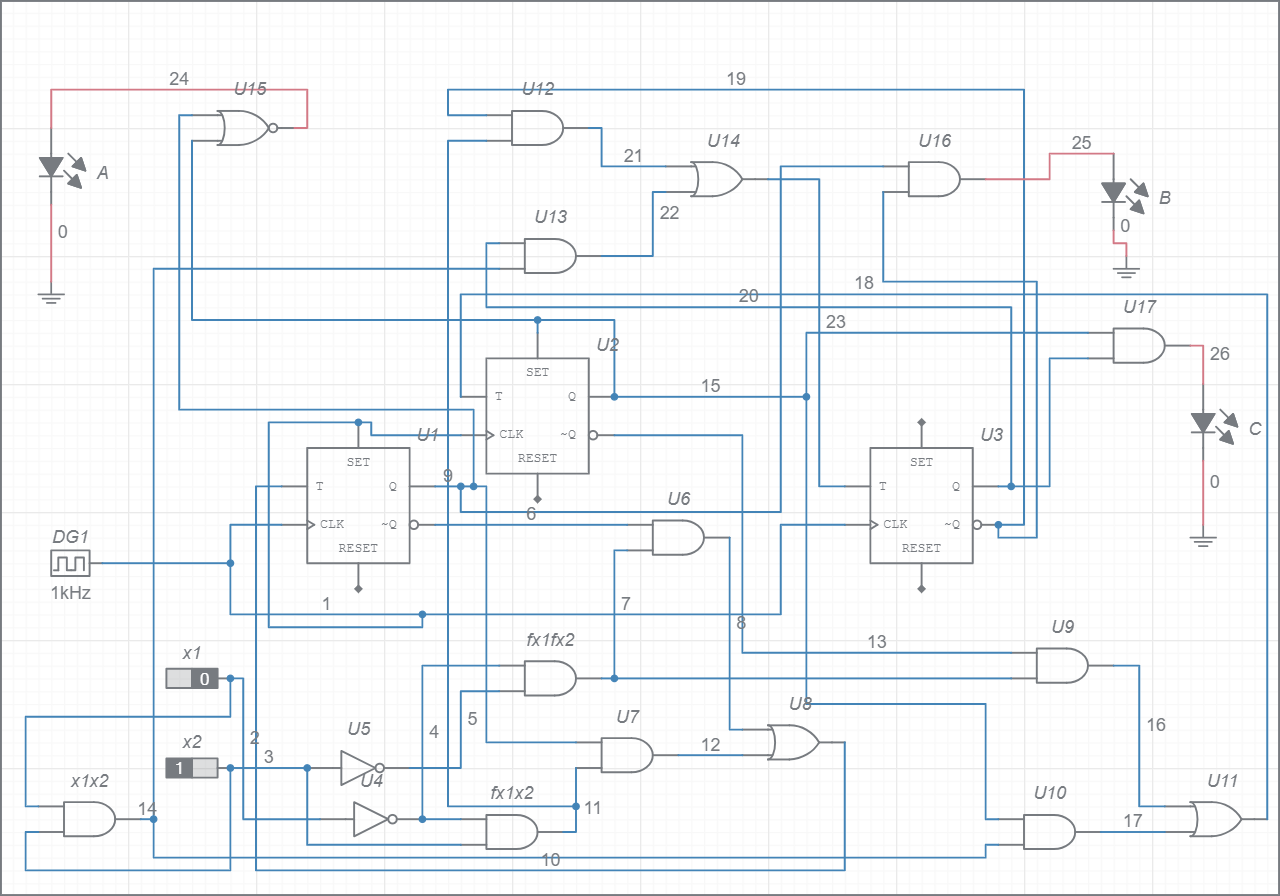 24
U15
U12
19
U14
U16
25
21
A
B
22
U13
0
0
18
20
23
U17
26
U2
SET
15
T
Q
CLK
~Q
RESET
C
U1
SET
9
T
Q
CLK
~Q
RESET
6
U3
SET
T
Q
CLK
~Q
RESET
0
U6
DG1
1kHz
1
7
8
fx1fx2
13
U9
x1
0
2
3
4
5
U7
12
U8
16
x2
1
U5
U4
x1x2
14
fx1x2
11
10
U10
17
U11